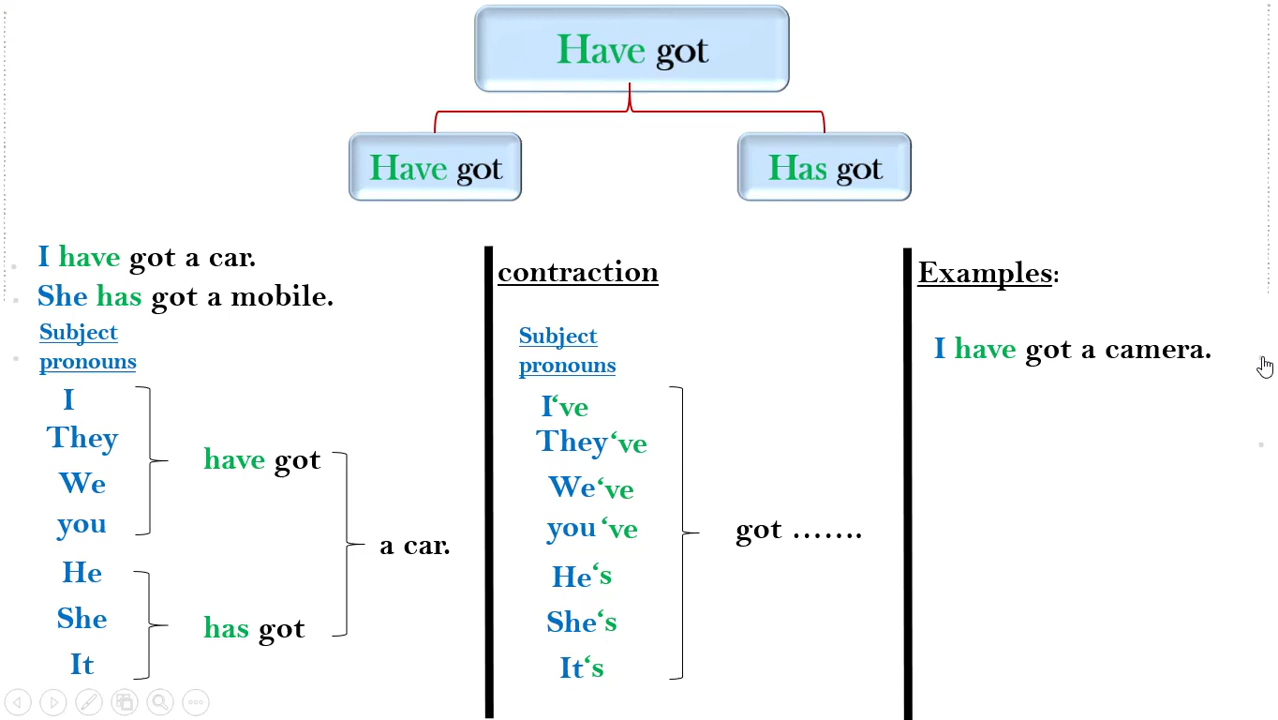 Have got
Have got
Has got
I have got a car.
She has got a mobile.
Subject
pronouns
I
They
We
you
He
She
It
have got
has got
a car.
contraction
Subject
pronouns
I‘ve
They‘ve
We‘ve
you ‘ve
He‘s
She‘s
It‘s
got …….
Examples:
I have got a camera.